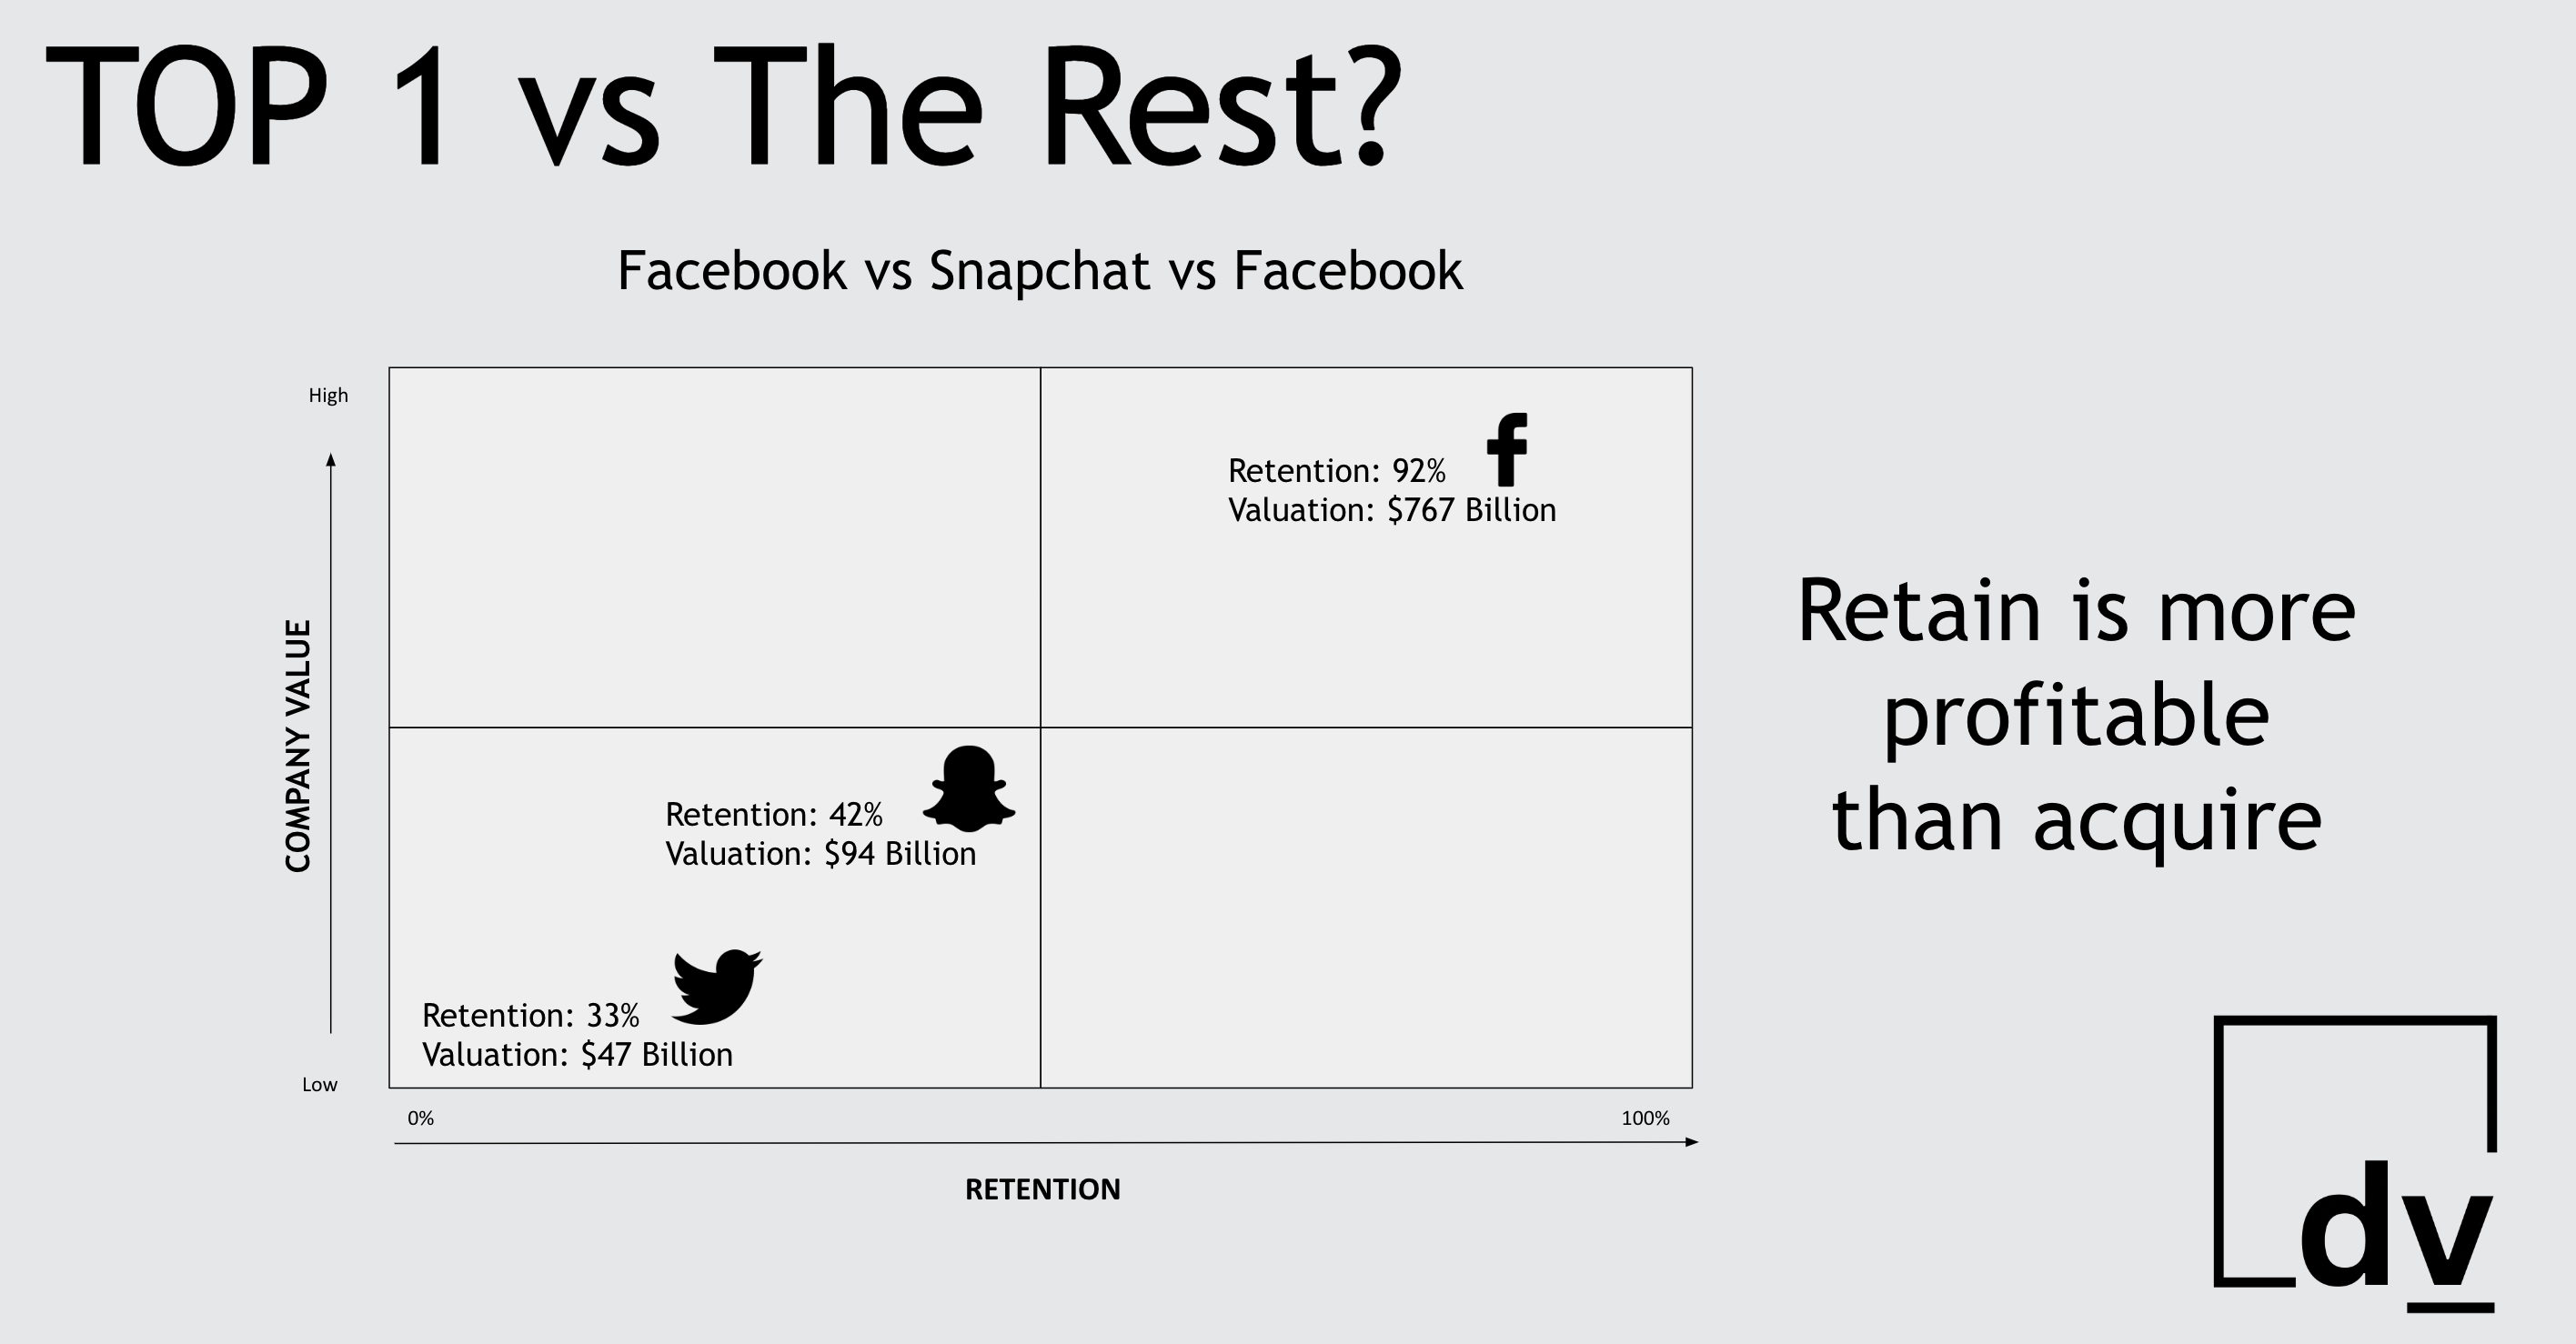 TOP 1 vs The Rest?
Facebook vs Snapchat vs Facebook
High
COMPANY VALUE
Low
Retention: 92%
Valuation: $767 Billion
Retention: 42%
Valuation: $94 Billion
Retention: 33%
Valuation: $47 Billion
0%
100%
RETENTION
Retain is more
profitable
than acquire
dv